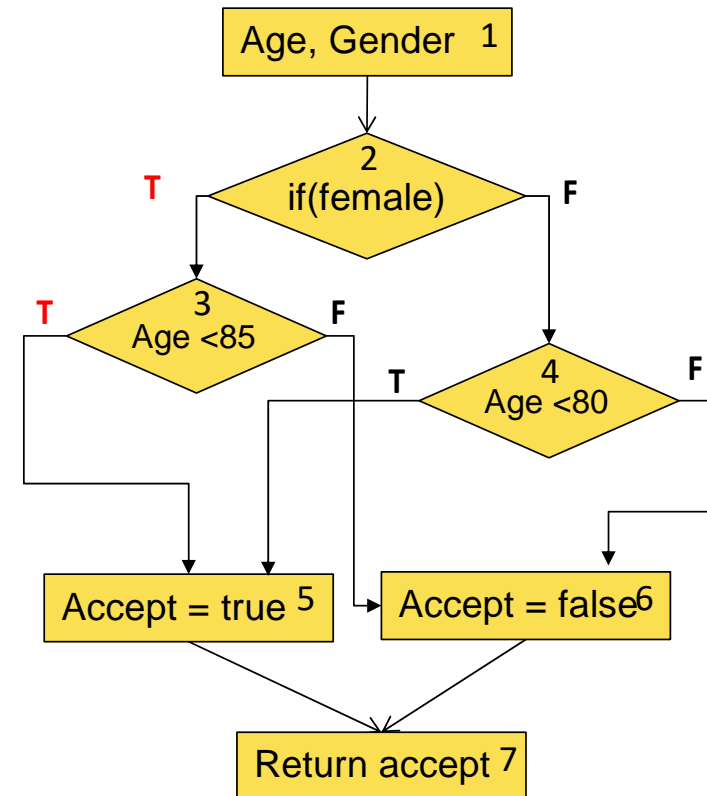 Age, Gender 1
2
if(female)
T
F
3
Age <85
T
F
4
Age <80
T
F
Accept = true 5
Accept = false 6
Return accept 7